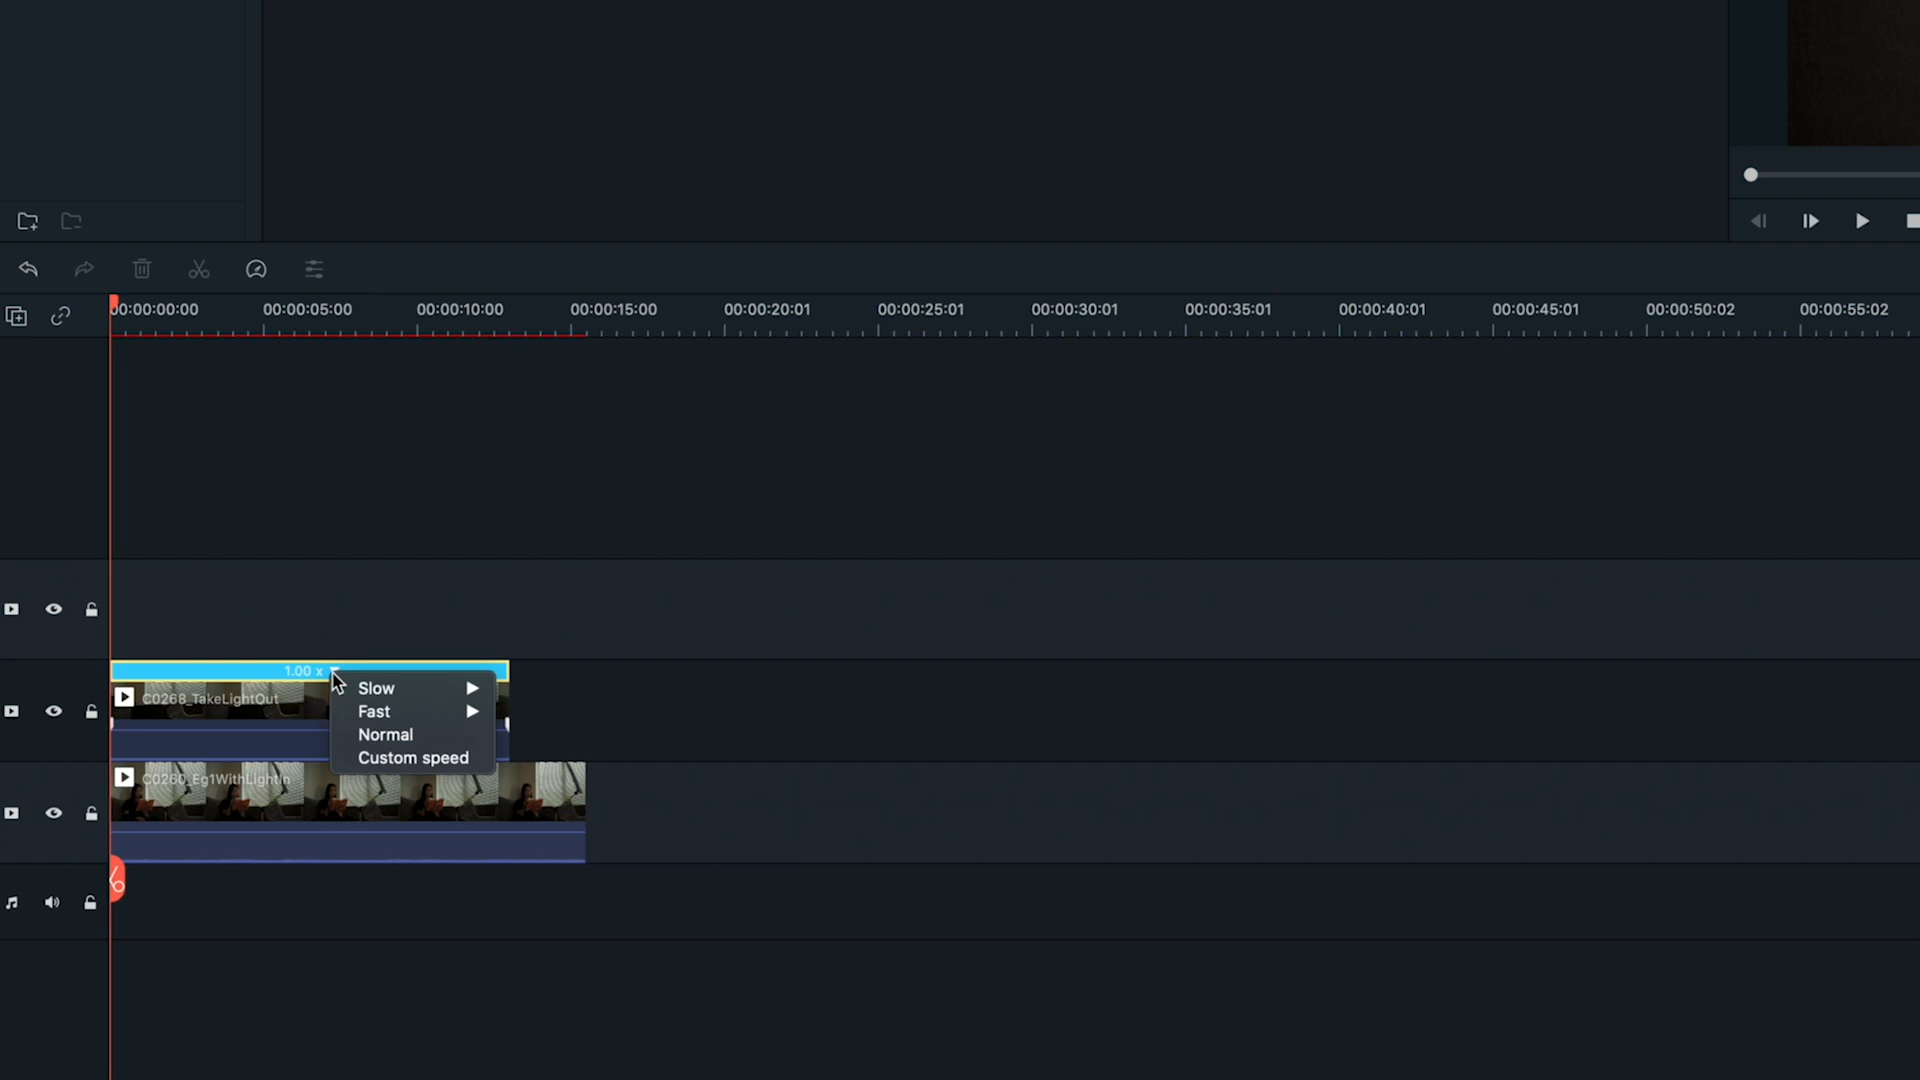 00:00:00:00 00:00:05:00 00:00:10:00 00:00:15:00 00:00:20:01 00:00:25:01 00:00:30:01 00:00:35:01 00:00:40:01 00:00:45:01 00:00:50:02 00:00:55:02
1.00 x
C0268_TakeLightOut
Slow
Fast
Normal
Custom speed
C0260_Eg1WithLightIn